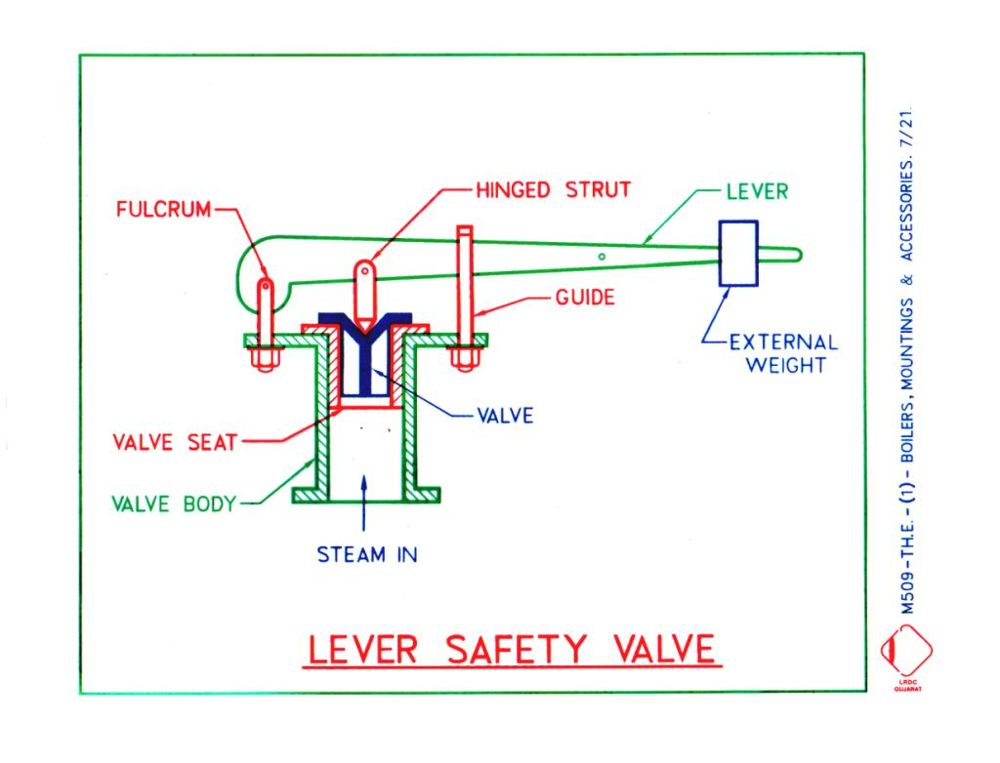 HINGED STRUT
LEVER
FULCRUM
GUIDE
EXTERNAL
WEIGHT
VALVE
VALVE SEAT
VALVE BODY
STEAM IN
LEVER SAFETY VALVE
M509-TH.E.-(1)- BOILERS, MOUNTINGS & ACCESSORIES. 7/21.
LRDC
GUJARAT